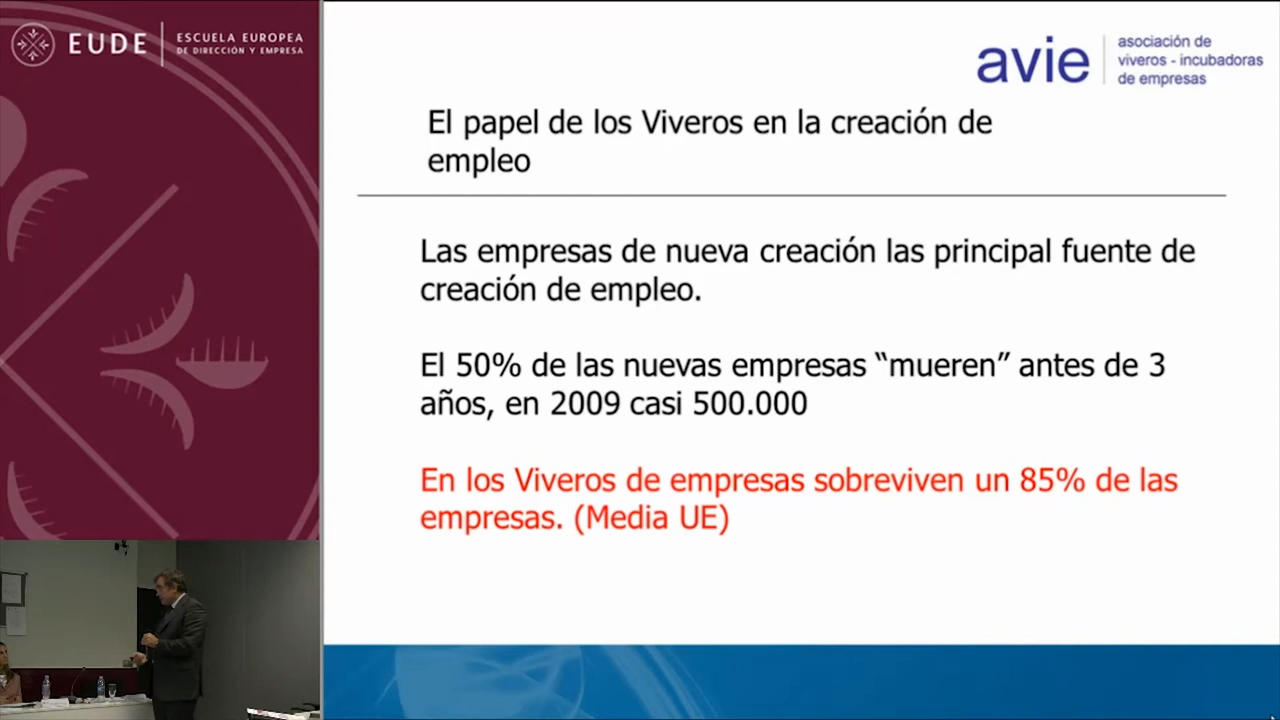 EUDE
ESCUELA EUROPEA
DE DIRECCIÓN Y EMPRESA
avie
asociación de
viveros - incubadoras
de empresas
El papel de los Viveros en la creación de
empleo
Las empresas de nueva creación las principal fuente de
creación de empleo.
El 50% de las nuevas empresas “mueren” antes de 3
años, en 2009 casi 500.000
En los Viveros de empresas sobreviven un 85% de las
empresas. (Media UE)